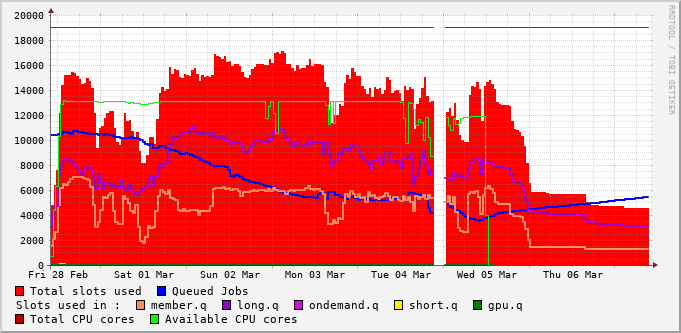 RRDTOOL / TOBI OETIKER
20000
18000
16000
14000
12000
10000
8000
6000
4000
2000
0
Fri 28 Feb Sat 01 Mar Sun 02 Mar Mon 03 Mar Tue 04 Mar Wed 05 Mar Thu 06 Mar
Total slots used Queued Jobs
Slots used in : member.q long.q ondemand.q short.q gpu.q
Total CPU cores Available CPU cores